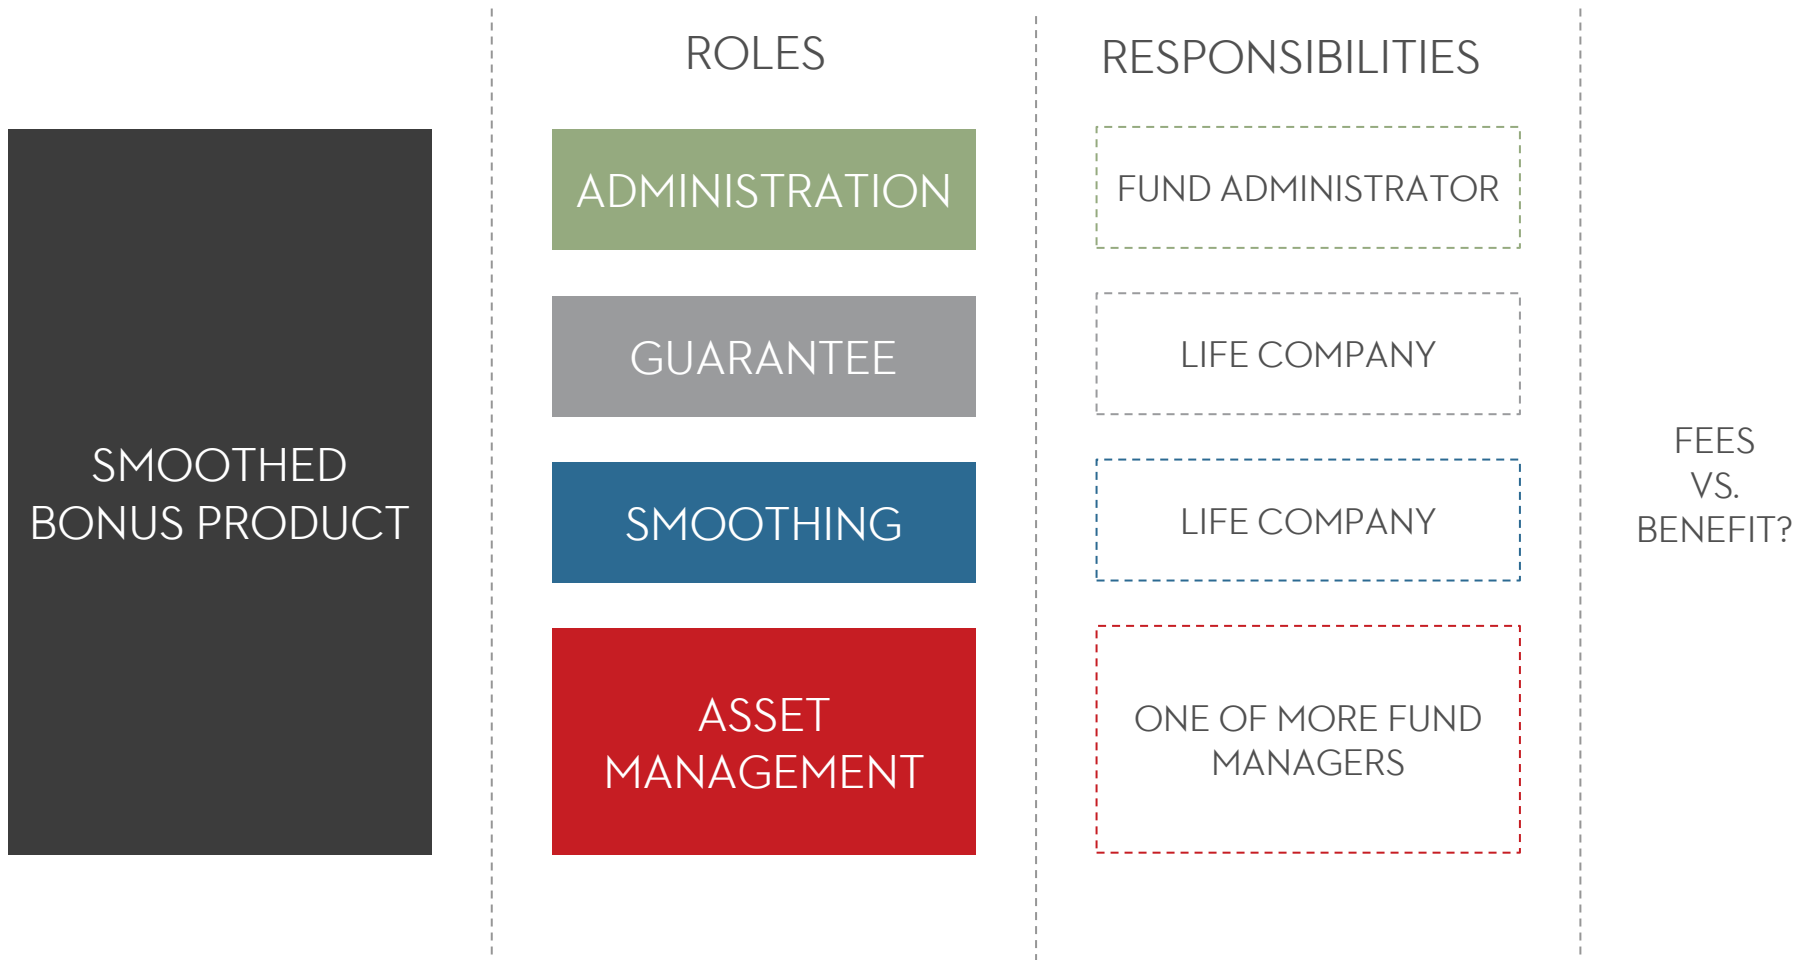 ROLES
RESPONSIBILITIES
SMOOTHED
BONUS PRODUCT
ADMINISTRATION
FUND ADMINISTRATOR
GUARANTEE
LIFE COMPANY
SMOOTHING
LIFE COMPANY
ASSET
MANAGEMENT
ONE OF MORE FUND
MANAGERS
FEES
VS.
BENEFIT?